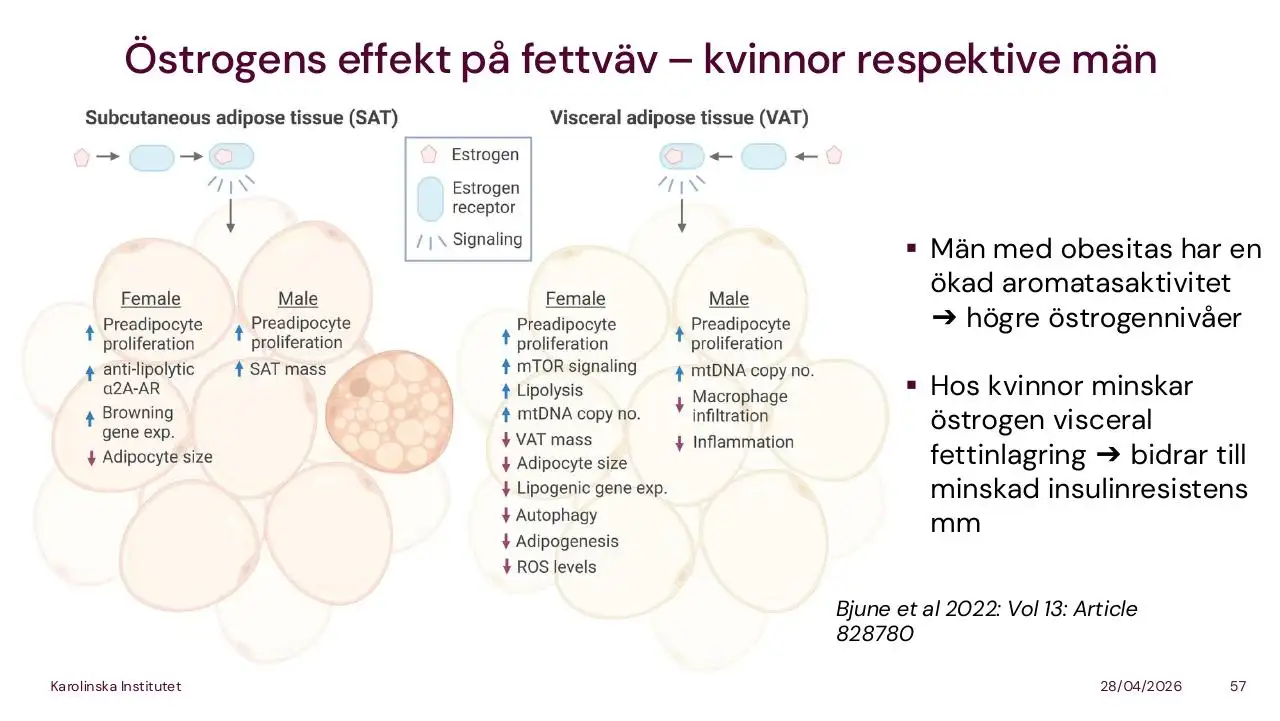 Östrogens effekt på fettväv – kvinnor respektive män
Subcutaneous adipose tissue (SAT)
Estrogen
Estrogen
receptor
Signaling
Female
Preadipocyte
proliferation
anti-lipolytic
α2A-AR
Browning
gene exp.
Adipocyte size
Male
Preadipocyte
proliferation
SAT mass
Visceral adipose tissue (VAT)
Female
Preadipocyte
proliferation
mTOR signaling
Lipolysis
mtDNA copy no.
VAT mass
Adipocyte size
Lipogenic gene exp.
Autophagy
Adipogenesis
ROS levels
Male
Preadipocyte
proliferation
mtDNA copy no.
Macrophage
infiltration
Inflammation
▪ Män med obesitas har en
ökad aromatasaktivitet
➔ högre östrogennivåer
▪ Hos kvinnor minskar
östrogen visceral
fettinlagring ➔ bidrar till
minskad insulinresistens
mm
Bjune et al 2022: Vol 13: Article
828780
Karolinska Institutet
28/04/2026
57